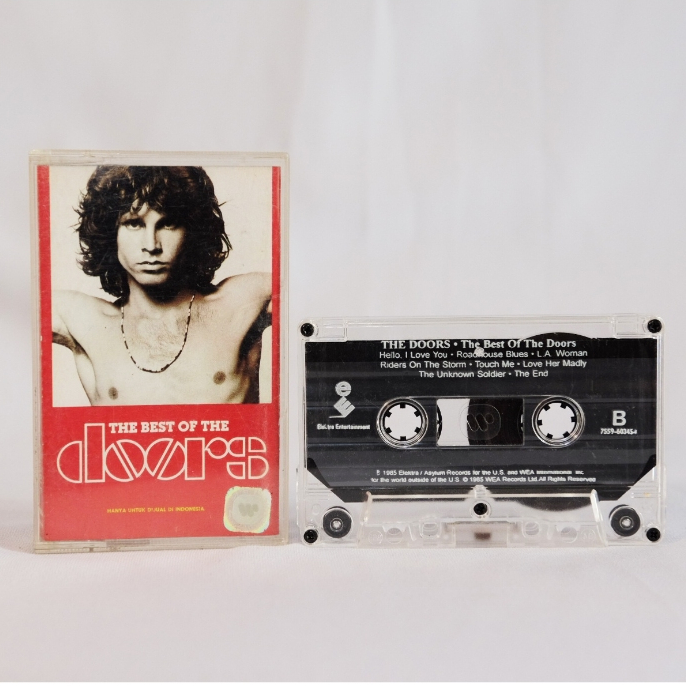 THE BEST OF THE
doors
HANYA UNTUK DIJUAL DI INDONESIA
THE DOORS • The Best Of The Doors
Hello, I Love You • Roadhouse Blues • L.A. Woman
Riders On The Storm • Touch Me • Love Her Madly
The Unknown Soldier • The End
Elektra Entertainment
B
7559-60345-4
℗ 1985 Elektra / Asylum Records for the U.S. and WEA International Inc.
for the world outside of the U.S. © 1985 WEA Records Ltd. All Rights Reserved